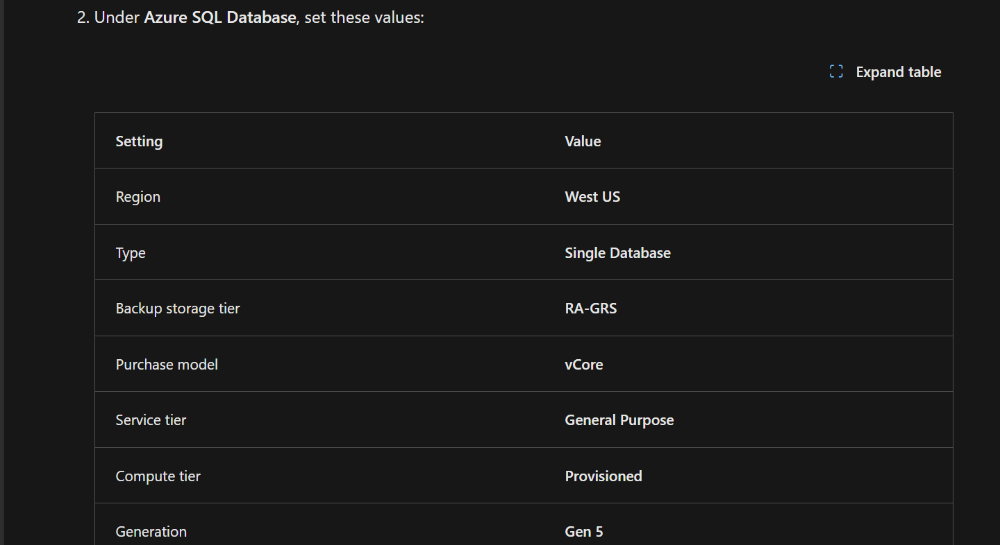 2. Under Azure SQL Database, set these values:
Expand table
Setting Value
Region West US
Type Single Database
Backup storage tier RA-GRS
Purchase model vCore
Service tier General Purpose
Compute tier Provisioned
Generation Gen 5